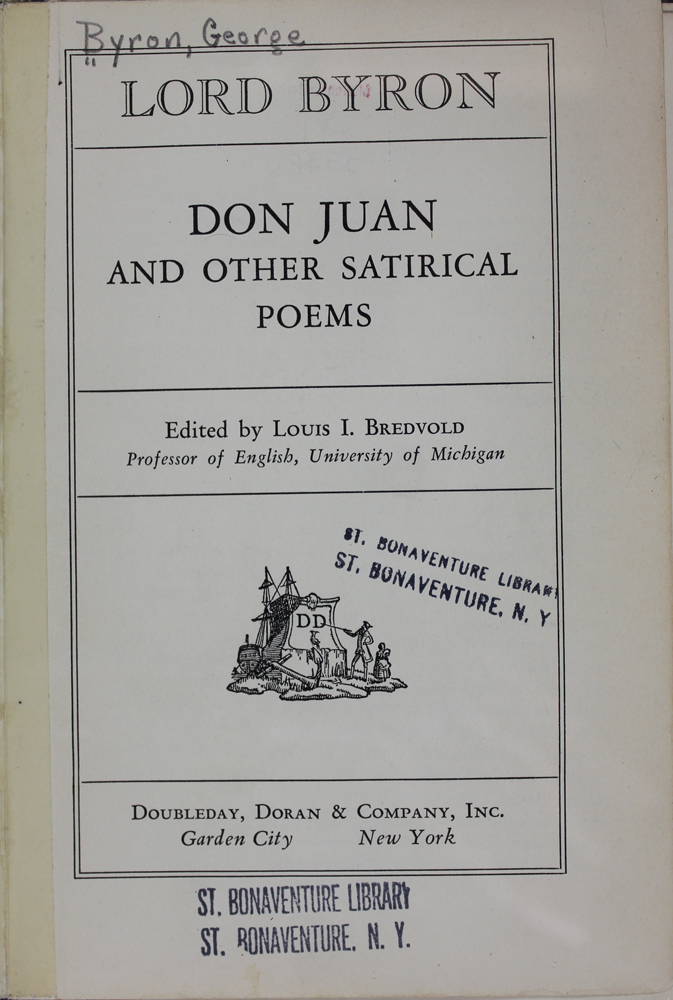 Byron, George
LORD BYRON
DON JUAN
AND OTHER SATIRICAL
POEMS
Edited by LOUIS I. BREDVOLD
Professor of English, University of Michigan
ST. BONAVENTURE LIBRARY
ST. BONAVENTURE, N. Y
DD
DOUBLEDAY, DORAN & COMPANY, INC.
Garden City New York
ST. BONAVENTURE LIBRARY
ST. BONAVENTURE, N. Y.